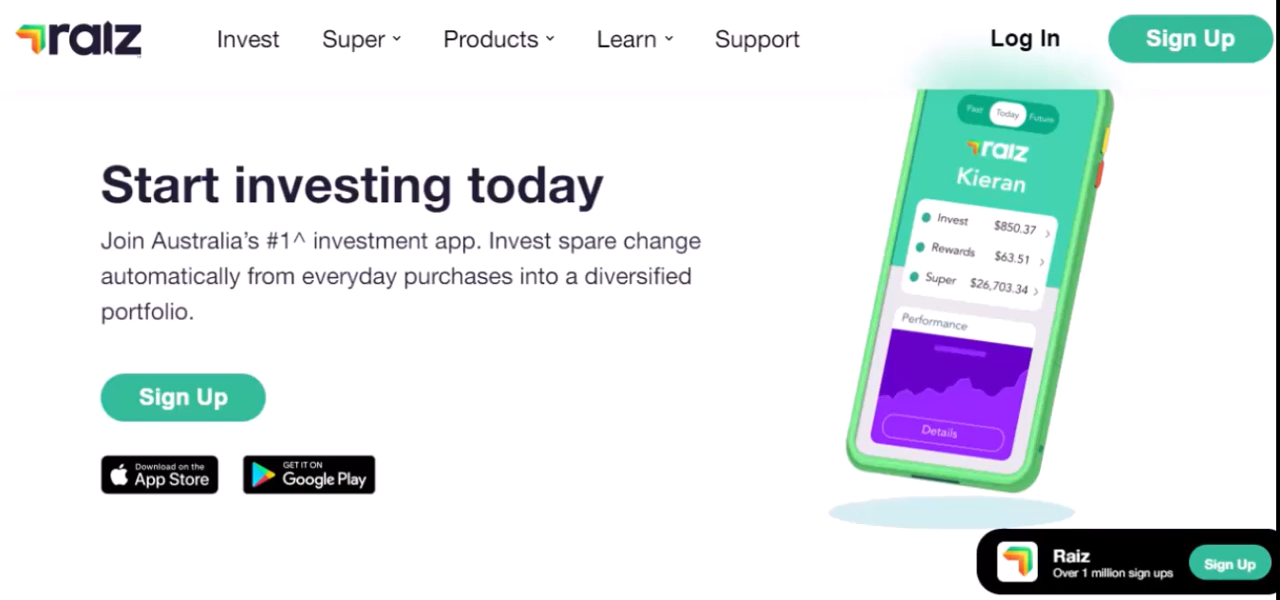 raiz
Invest
Super
Products
Learn
Support
Log In
Sign Up
Start investing today
Join Australia’s #1^ investment app. Invest spare change
automatically from everyday purchases into a diversified
portfolio.
Sign Up
Download on the
App Store
GET IT ON
Google Play
Past Today Future
raiz
Kieran
Invest $850.37
Rewards $63.51
Super $26,703.34
Performance
Details
Raiz
Over 1 million sign ups
Sign Up